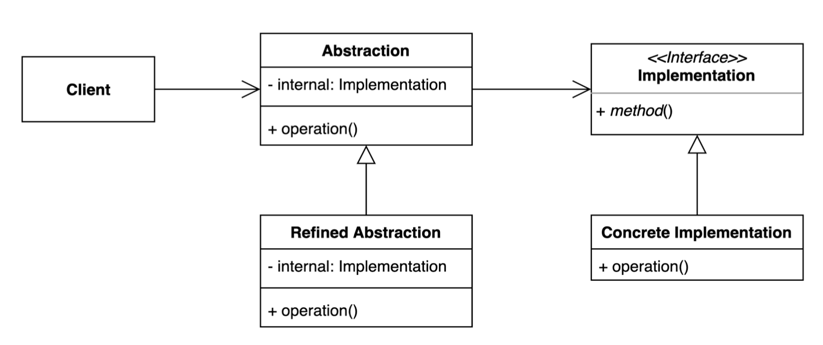 Client
Abstraction
- internal: Implementation
+ operation()
<<Interface>>
Implementation
+ method()
Refined Abstraction
- internal: Implementation
+ operation()
Concrete Implementation
+ operation()